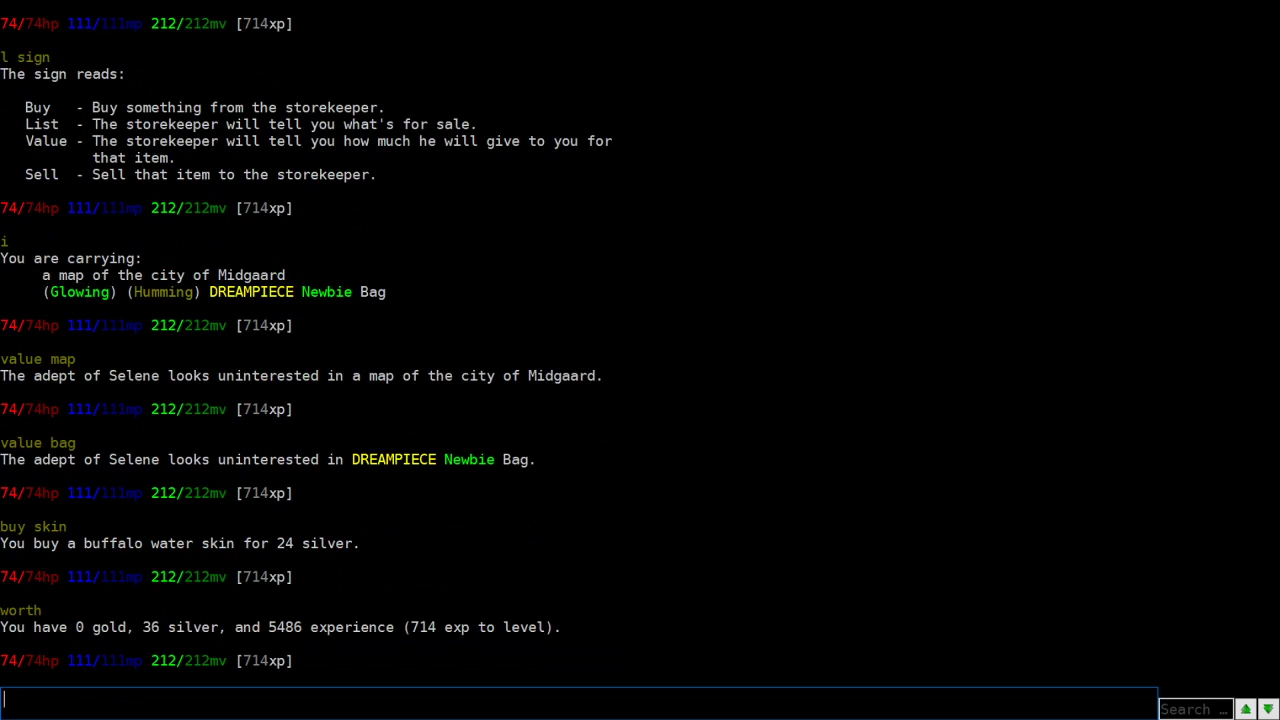 74/74hp 111/111mp 212/212mv [714xp]
l sign
The sign reads:
Buy - Buy something from the storekeeper.
List - The storekeeper will tell you what's for sale.
Value - The storekeeper will tell you how much he will give to you for
that item.
Sell - Sell that item to the storekeeper.
74/74hp 111/111mp 212/212mv [714xp]
i
You are carrying:
a map of the city of Midgaard
(Glowing) (Humming) DREAMPIECE Newbie Bag
74/74hp 111/111mp 212/212mv [714xp]
value map
The adept of Selene looks uninterested in a map of the city of Midgaard.
74/74hp 111/111mp 212/212mv [714xp]
value bag
The adept of Selene looks uninterested in DREAMPIECE Newbie Bag.
74/74hp 111/111mp 212/212mv [714xp]
buy skin
You buy a buffalo water skin for 24 silver.
74/74hp 111/111mp 212/212mv [714xp]
worth
You have 0 gold, 36 silver, and 5486 experience (714 exp to level).
74/74hp 111/111mp 212/212mv [714xp]
Search ...